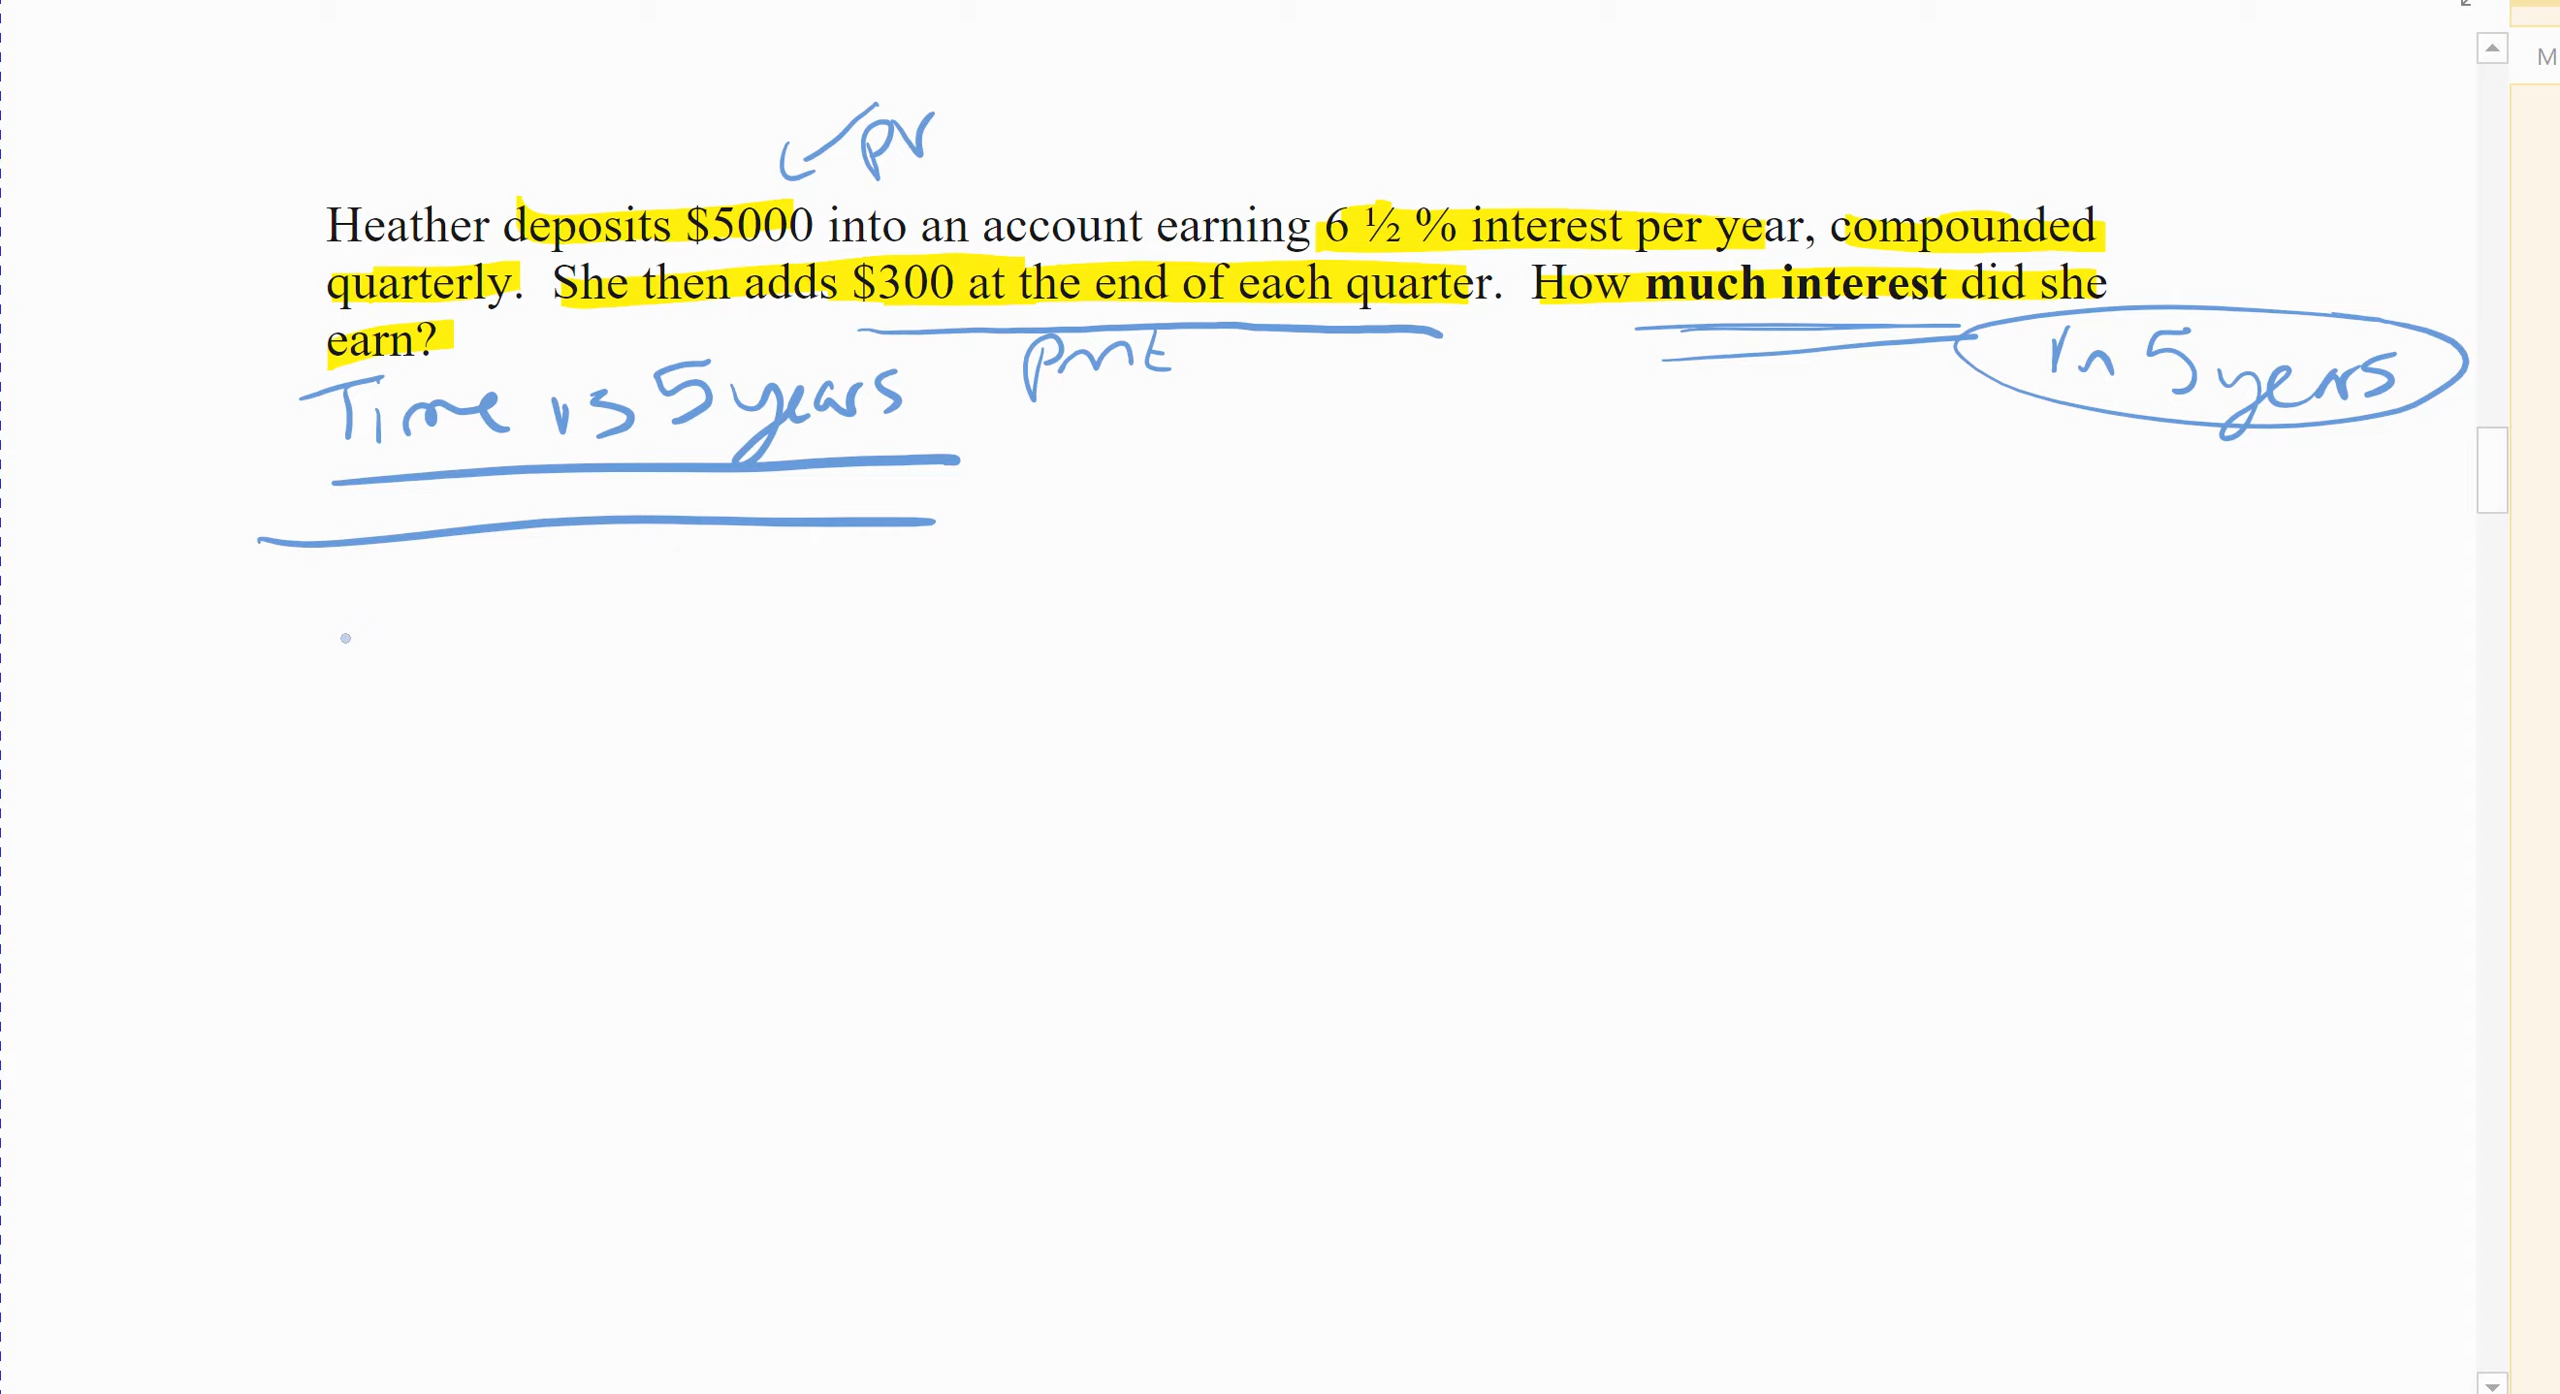 M
PV
Heather deposits $5000 into an account earning 6 ½ % interest per year, compounded
quarterly. She then adds $300 at the end of each quarter. How much interest did she
earn?
in 5 years
Pmt
Time is 5 years